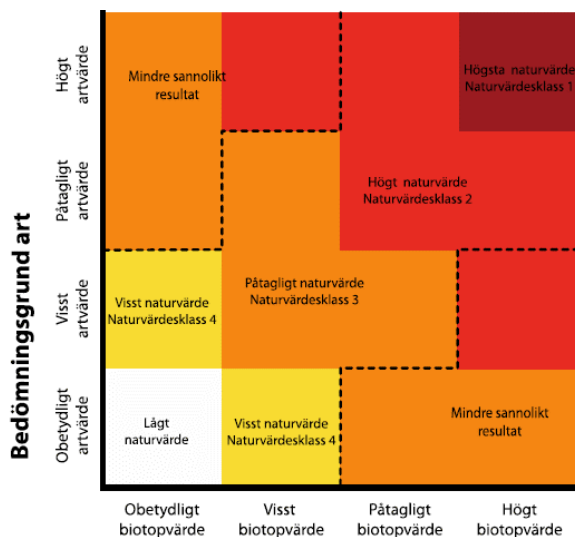 Bedömningsgrund art
Högt
artvärde
Påtagligt
artvärde
Visst
artvärde
Obetydligt
artvärde
Mindre sannolikt
resultat
Högsta naturvärde
Naturvärdesklass 1
Högt naturvärde
Naturvärdesklass 2
Visst naturvärde
Naturvärdesklass 4
Påtagligt naturvärde
Naturvärdesklass 3
Lågt
naturvärde
Visst naturvärde
Naturvärdesklass 4
Mindre sannolikt
resultat
Obetydligt
biotopvärde
Visst
biotopvärde
Påtagligt
biotopvärde
Högt
biotopvärde